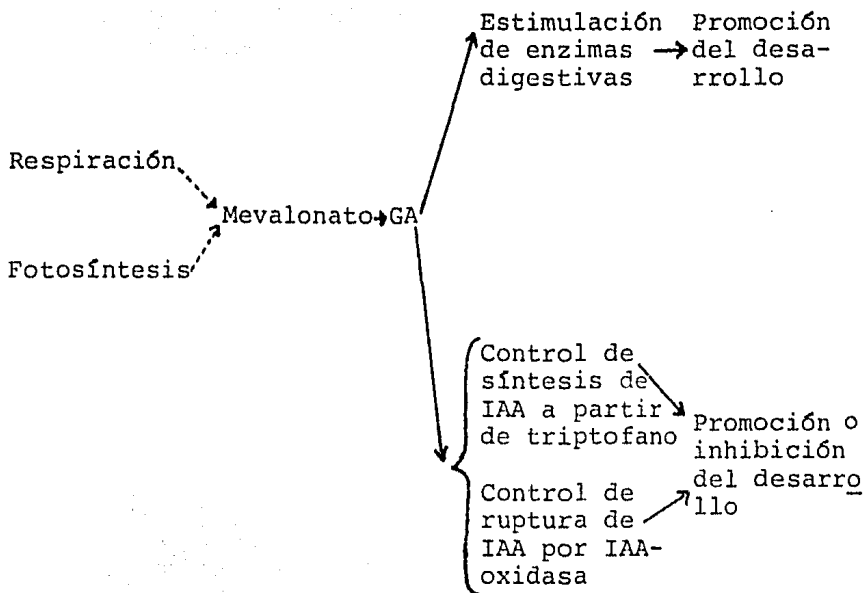 Estimulación
de enzimas
digestivas
Promoción
del desa-
rrollo
Respiración
Mevalonato
GA
Fotosíntesis
Control de
síntesis de
IAA a partir
de triptofano
Control de
ruptura de
IAA por IAA-
oxidasa
Promoción o
inhibición
del desarro
llo